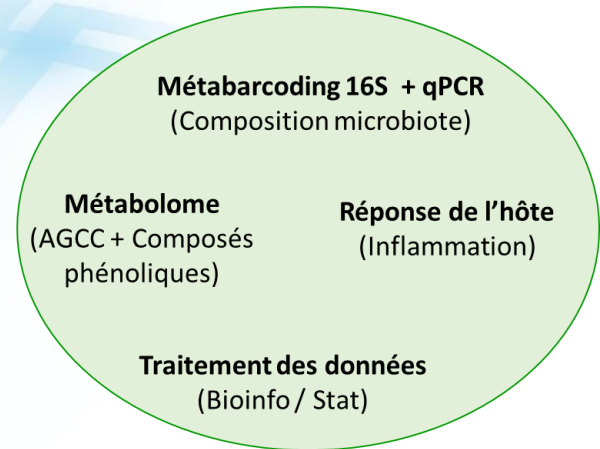 Métabarcoding 16S + qPCR
(Composition microbiote)
Métabolome
(AGCC + Composés
phénoliques)
Réponse de l'hôte
(Inflammation)
Traitement des données
(Bioinfo / Stat)